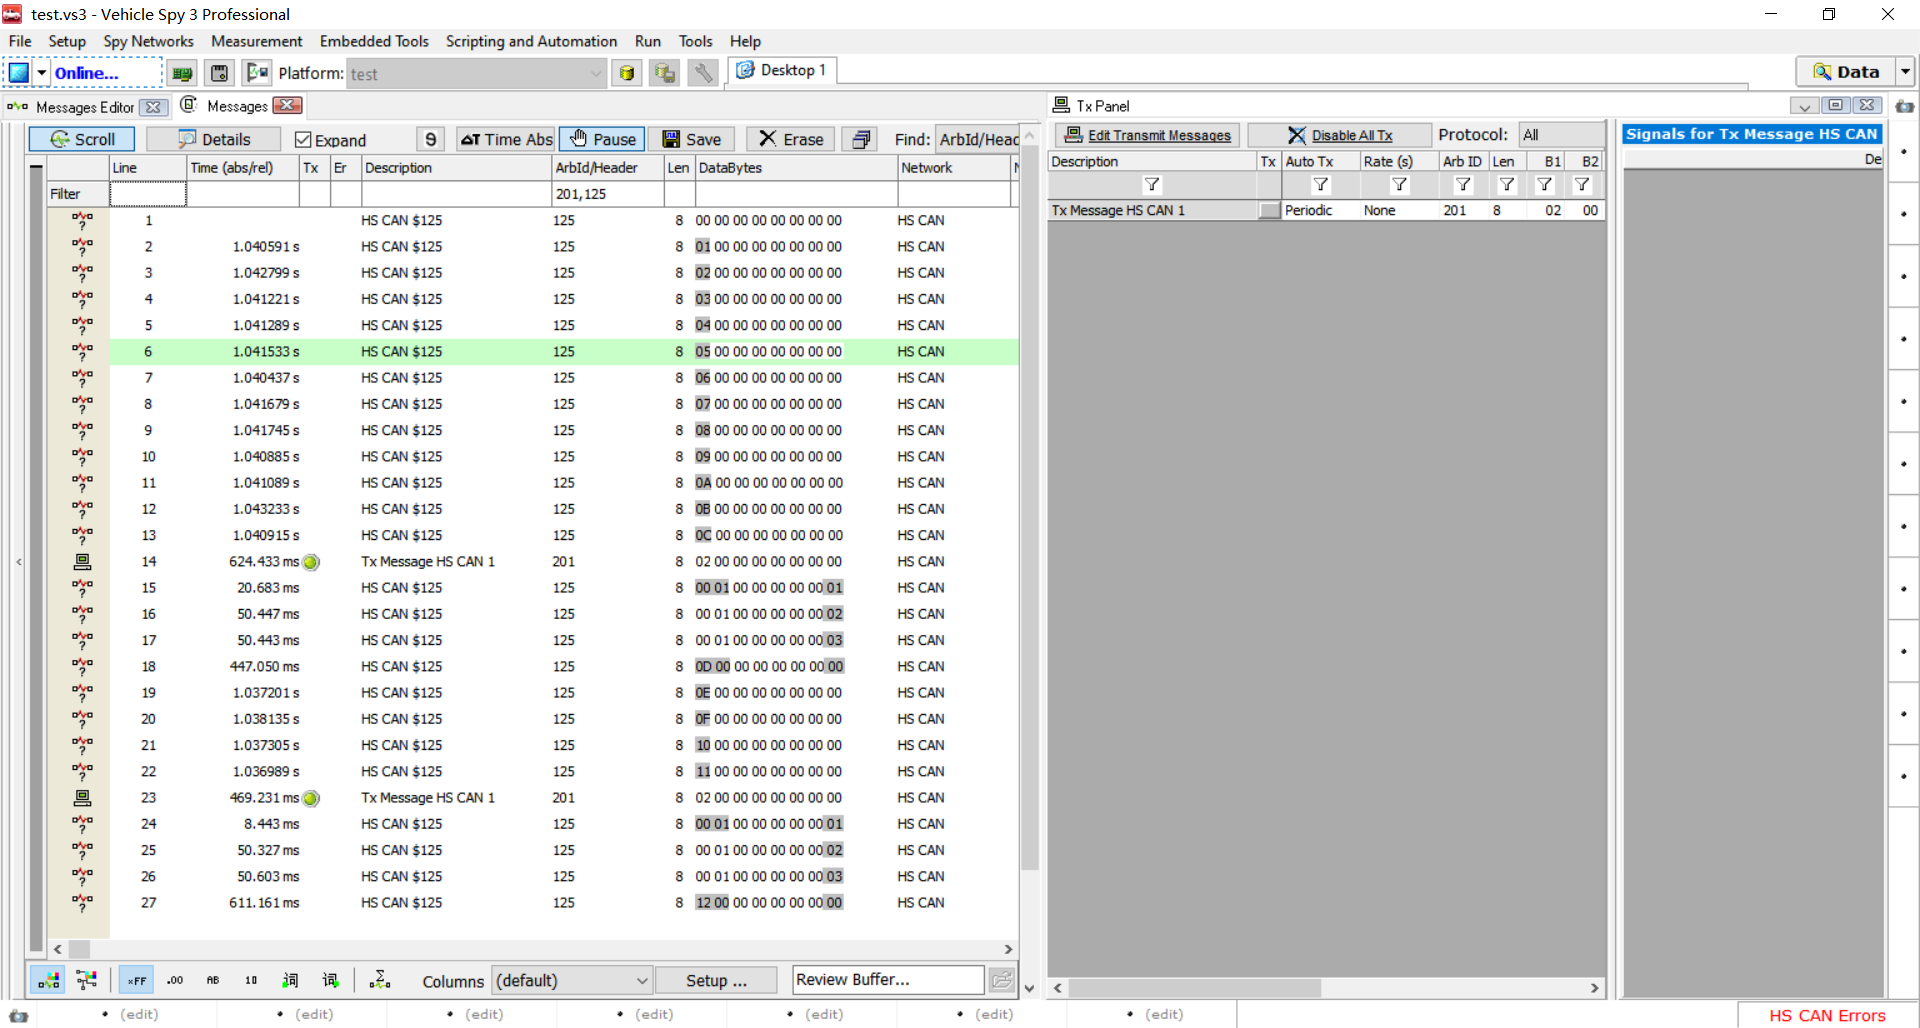 test.vs3 - Vehicle Spy 3 Professional
File Setup Spy Networks Measurement Embedded Tools Scripting and Automation Run Tools Help
Online... Platform: test Desktop 1 Data
Messages Editor Messages
Scroll Details Expand Time Abs Pause Save Erase Find: ArbId/Head
Line Time (abs/rel) Tx Er Description ArbId/Header Len DataBytes Network
Filter 201,125
1 HS CAN $125 125 8 00 00 00 00 00 00 00 00 HS CAN
2 1.040591 s HS CAN $125 125 8 01 00 00 00 00 00 00 00 HS CAN
3 1.042799 s HS CAN $125 125 8 02 00 00 00 00 00 00 00 HS CAN
4 1.041221 s HS CAN $125 125 8 03 00 00 00 00 00 00 00 HS CAN
5 1.041289 s HS CAN $125 125 8 04 00 00 00 00 00 00 00 HS CAN
6 1.041533 s HS CAN $125 125 8 05 00 00 00 00 00 00 00 HS CAN
7 1.040437 s HS CAN $125 125 8 06 00 00 00 00 00 00 00 HS CAN
8 1.041679 s HS CAN $125 125 8 07 00 00 00 00 00 00 00 HS CAN
9 1.041745 s HS CAN $125 125 8 08 00 00 00 00 00 00 00 HS CAN
10 1.040885 s HS CAN $125 125 8 09 00 00 00 00 00 00 00 HS CAN
11 1.041089 s HS CAN $125 125 8 0A 00 00 00 00 00 00 00 HS CAN
12 1.043233 s HS CAN $125 125 8 0B 00 00 00 00 00 00 00 HS CAN
13 1.040915 s HS CAN $125 125 8 0C 00 00 00 00 00 00 00 HS CAN
14 624.433 ms Tx Message HS CAN 1 201 8 02 00 00 00 00 00 00 00 HS CAN
15 20.683 ms HS CAN $125 125 8 00 01 00 00 00 00 00 01 HS CAN
16 50.447 ms HS CAN $125 125 8 00 01 00 00 00 00 00 02 HS CAN
17 50.443 ms HS CAN $125 125 8 00 01 00 00 00 00 00 03 HS CAN
18 447.050 ms HS CAN $125 125 8 0D 00 00 00 00 00 00 00 HS CAN
19 1.037201 s HS CAN $125 125 8 0E 00 00 00 00 00 00 00 HS CAN
20 1.038135 s HS CAN $125 125 8 0F 00 00 00 00 00 00 00 HS CAN
21 1.037305 s HS CAN $125 125 8 10 00 00 00 00 00 00 00 HS CAN
22 1.036989 s HS CAN $125 125 8 11 00 00 00 00 00 00 00 HS CAN
23 469.231 ms Tx Message HS CAN 1 201 8 02 00 00 00 00 00 00 00 HS CAN
24 8.443 ms HS CAN $125 125 8 00 01 00 00 00 00 00 01 HS CAN
25 50.327 ms HS CAN $125 125 8 00 01 00 00 00 00 00 02 HS CAN
26 50.603 ms HS CAN $125 125 8 00 01 00 00 00 00 00 03 HS CAN
27 611.161 ms HS CAN $125 125 8 12 00 00 00 00 00 00 00 HS CAN
×FF .00 AB 10 词 词 Columns (default) Setup ... Review Buffer...
Tx Panel
Edit Transmit Messages Disable All Tx Protocol: All
Description Tx Auto Tx Rate (s) Arb ID Len B1 B2
Tx Message HS CAN 1 Periodic None 201 8 02 00
Signals for Tx Message HS CAN
De
(edit) (edit) (edit) (edit) (edit) (edit) (edit)
HS CAN Errors